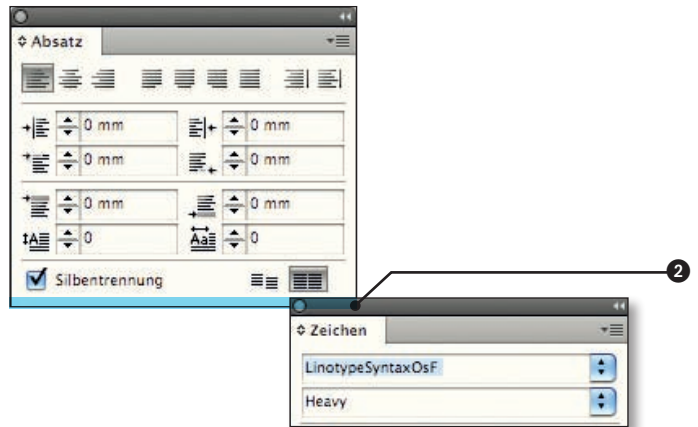 Absatz
0 mm 0 mm
0 mm 0 mm
0 mm 0 mm
0 0
Silbentrennung
2
Zeichen
LinotypeSyntaxOsF
Heavy